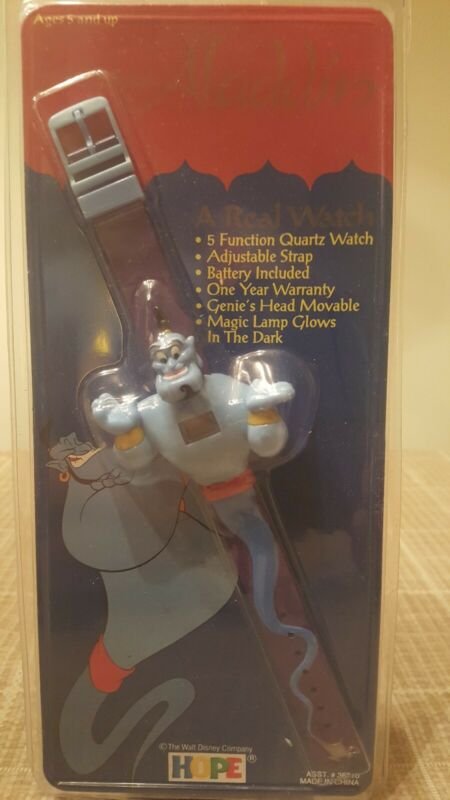 Ages 5 and up
Aladdin
A Real Watch
• 5 Function Quartz Watch
• Adjustable Strap
• Battery Included
• One Year Warranty
• Genie's Head Movable
• Magic Lamp Glows
In The Dark
© The Walt Disney Company
HOPE®
ASST. #
MADE IN CHINA